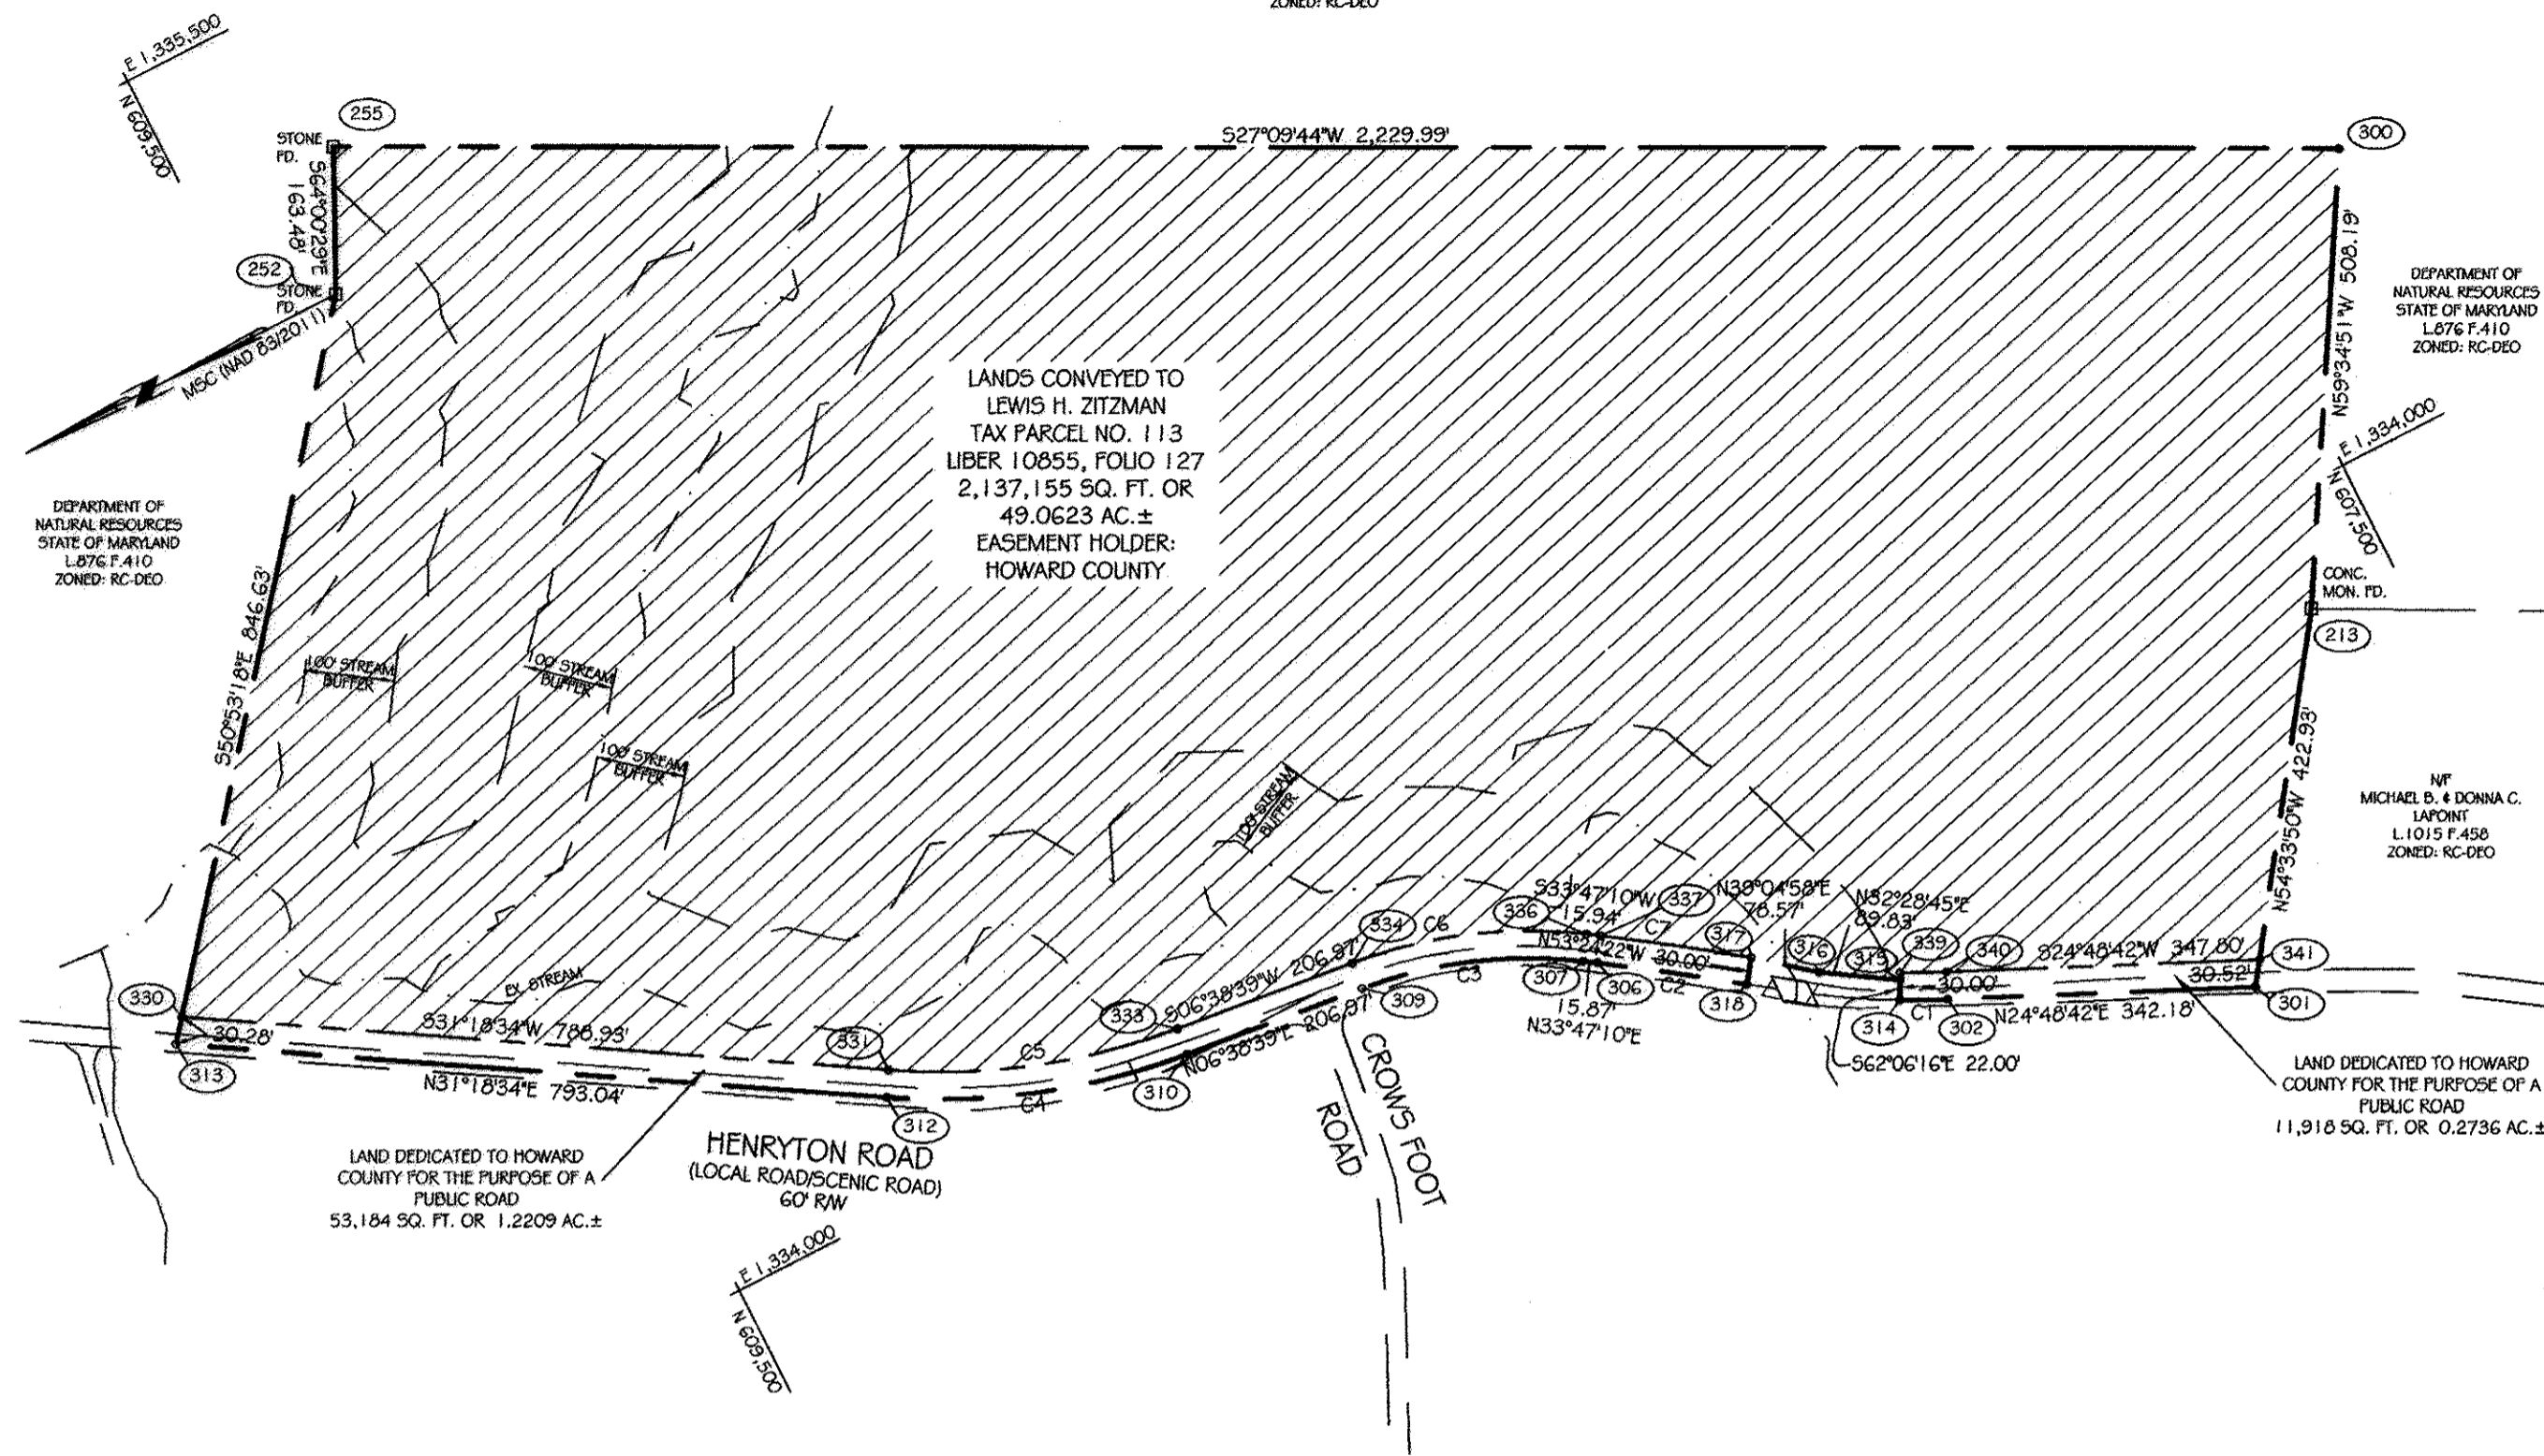 ZONED: RC-DEO
E 1,335,500
N 609,500
255
STONE
FD.
S64°00'29"E
163.48'
252
STONE
FD.
MSC (NAD 83/2011)
S27°09'44"W 2,229.99'
300
N59°34'51"W 508.19'
DEPARTMENT OF
NATURAL RESOURCES
STATE OF MARYLAND
L.876 F.410
ZONED: RC-DEO
E 1,334,000
N 607,500
LANDS CONVEYED TO
LEWIS H. ZITZMAN
TAX PARCEL NO. 113
LIBER 10855, FOLIO 127
2,137,155 SQ. FT. OR
49.0623 AC.±
EASEMENT HOLDER:
HOWARD COUNTY
DEPARTMENT OF
NATURAL RESOURCES
STATE OF MARYLAND
L.876 F.410
ZONED: RC-DEO
CONC.
MON. FD.
213
S50°53'18"E 846.63'
100' STREAM
BUFFER
100' STREAM
BUFFER
100' STREAM
BUFFER
100' STREAM
BUFFER
N54°33'50"W 422.93'
N/F
MICHAEL B. & DONNA C.
LAPOINT
L.1015 F.458
ZONED: RC-DEO
S33°47'10"W
15.94'
336
337
N39°04'58"E
78.57'
N32°28'45"E
89.83'
334
C6
C7
317
316
315
339
340
S24°48'42"W 347.80'
341
30.52'
N53°24'22"W 30.00'
30.00'
EX. STREAM
330
30.28'
S31°18'34"W 788.93'
331
C5
333
S06°38'39"W 206.97'
309
C3
307
306
C2
318
15.87'
N33°47'10"E
314
C1
302
N24°48'42"E 342.18'
301
S62°06'16"E 22.00'
313
N31°18'34"E 793.04'
312
C4
310
N06°38'39"E 206.97'
CROWS FOOT
ROAD
HENRYTON ROAD
(LOCAL ROAD/SCENIC ROAD)
60' R/W
LAND DEDICATED TO HOWARD
COUNTY FOR THE PURPOSE OF A
PUBLIC ROAD
53,184 SQ. FT. OR 1.2209 AC.±
LAND DEDICATED TO HOWARD
COUNTY FOR THE PURPOSE OF A
PUBLIC ROAD
11,918 SQ. FT. OR 0.2736 AC.±
E 1,334,000
N 609,500